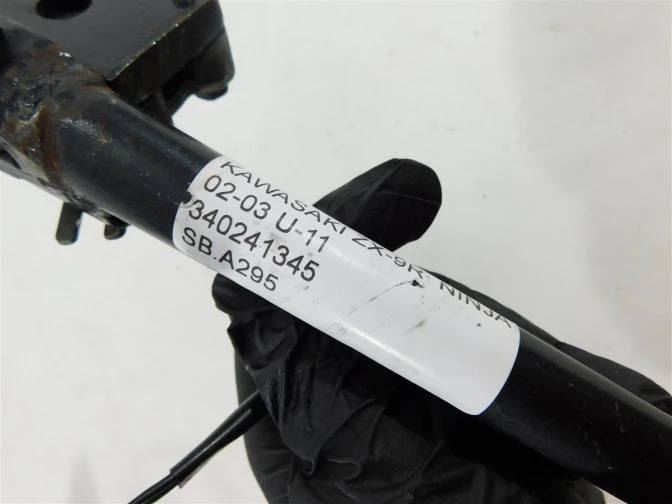 KAWASAKI ZX-9R NINJA
02-03 U-11
340241345
SB.A295